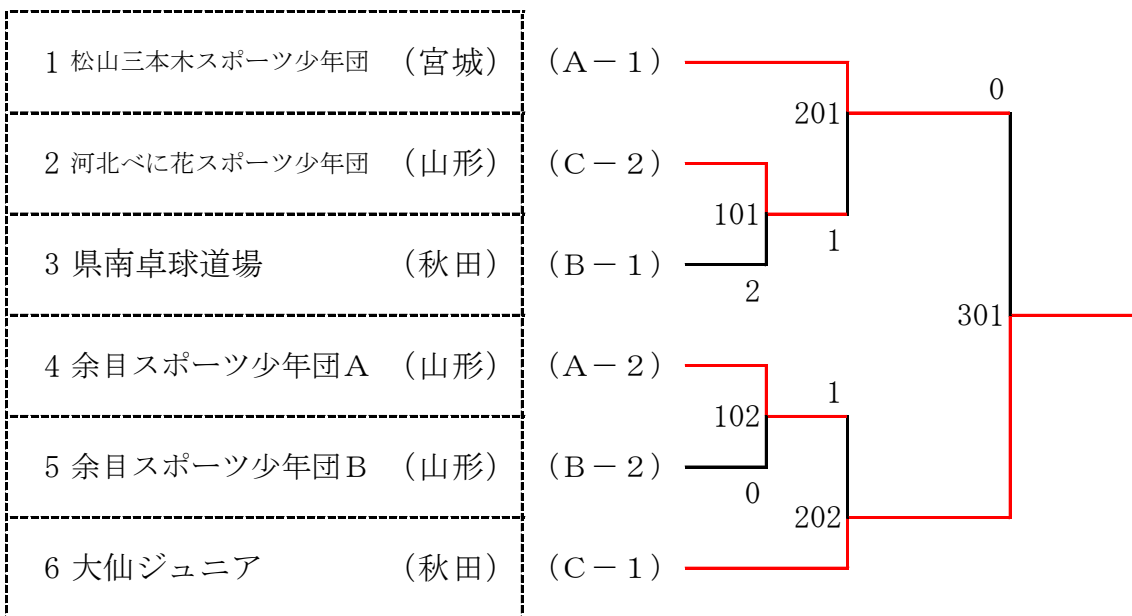 1 松山三本木スポーツ少年団 （宮城） （A－1）
0
201
2 河北べに花スポーツ少年団 （山形） （C－2）
101
1
3 県南卓球道場 （秋田） （B－1）
2
301
4 余目スポーツ少年団A （山形） （A－2）
1
102
5 余目スポーツ少年団B （山形） （B－2）
0
202
6 大仙ジュニア （秋田） （C－1）